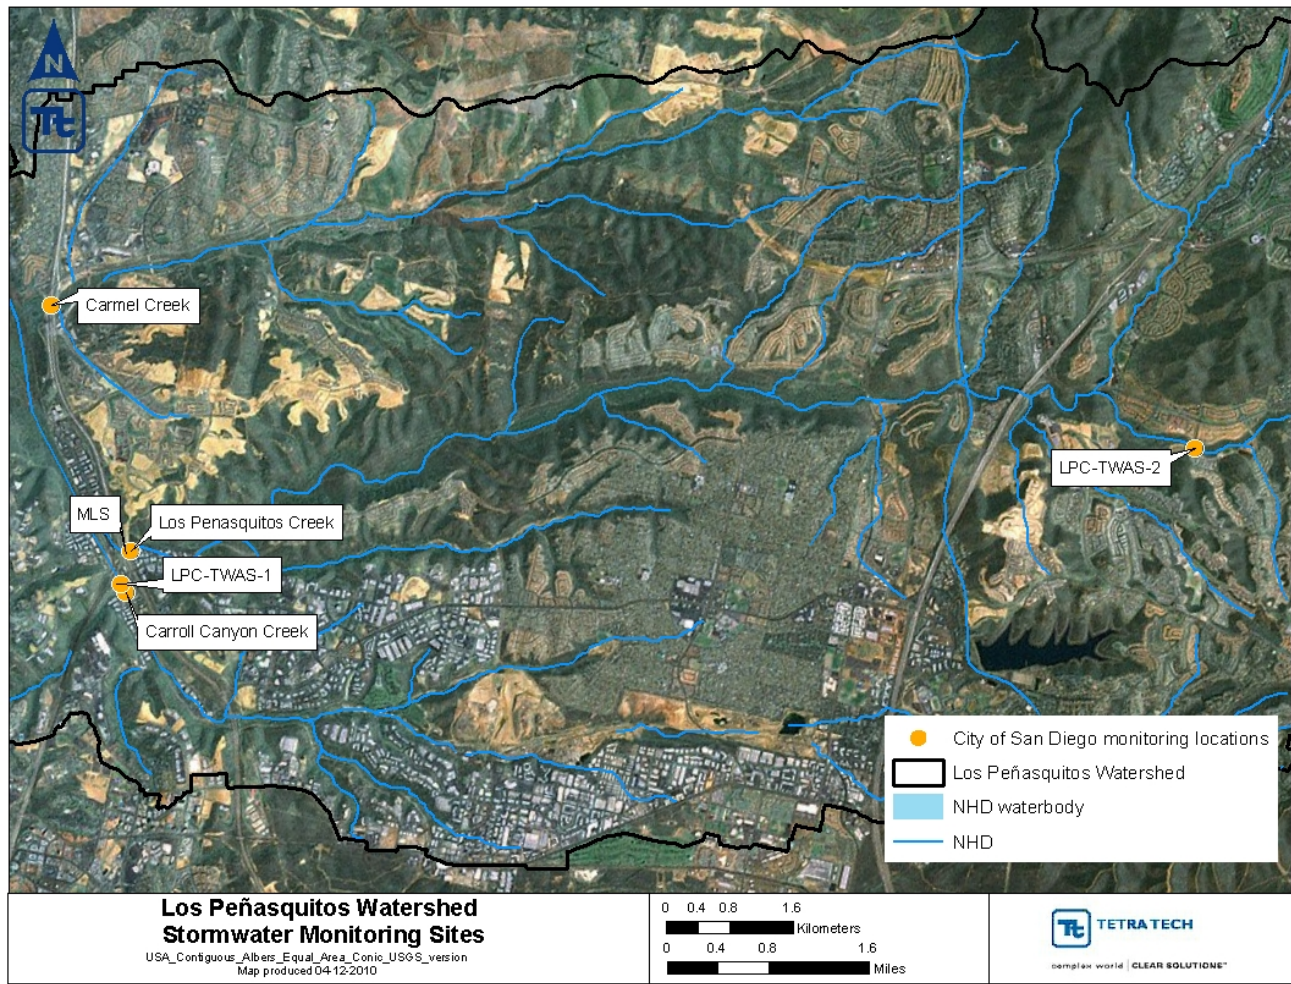 N
Tt
Carmel Creek
LPC-TWAS-2
MLS
Los Penasquitos Creek
LPC-TWAS-1
Carroll Canyon Creek
City of San Diego monitoring locations
Los Peñasquitos Watershed
NHD waterbody
NHD
Los Peñasquitos Watershed
Stormwater Monitoring Sites
USA_Contiguous_Albers_Equal_Area_Conic_USGS_version
Map produced 04-12-2010
0 0.4 0.8 1.6
Kilometers
0 0.4 0.8 1.6
Miles
Tt TETRA TECH
complex world | CLEAR SOLUTIONS™